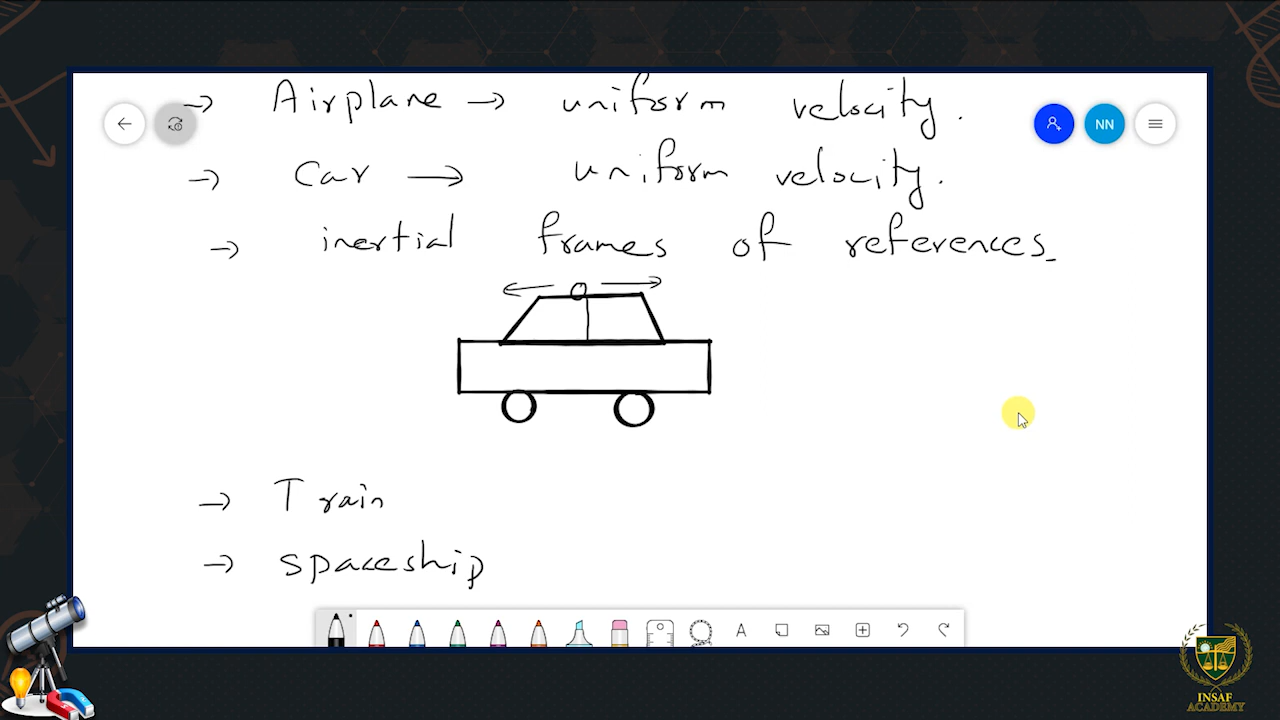 → Airplane → uniform velocity.
→ Car → uniform velocity.
→ inertial frames of references.
→ Train
→ spaceship
NN
A
INSAF
ACADEMY